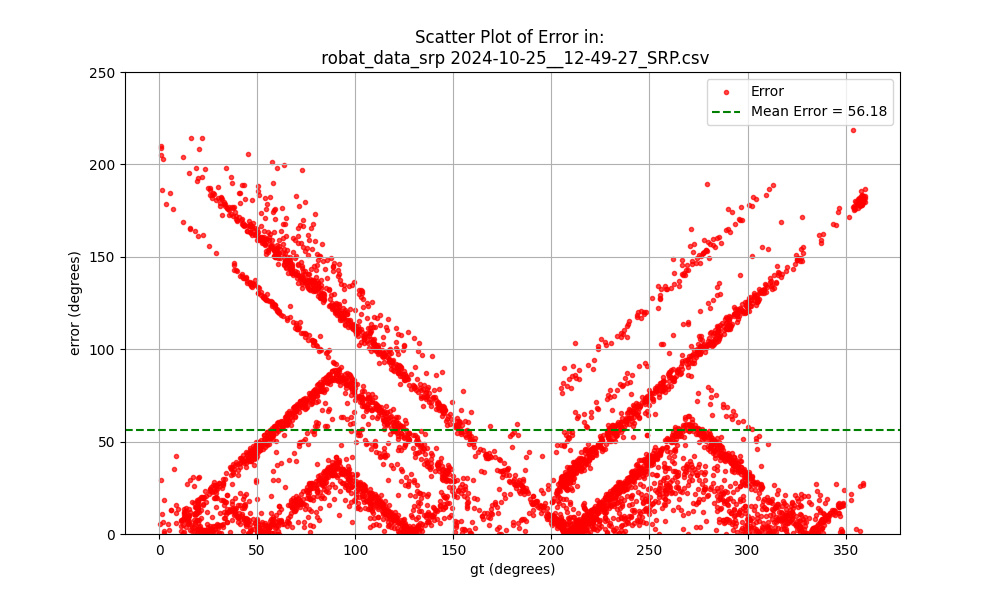 Scatter Plot of Error in:
robat_data_srp 2024-10-25__12-49-27_SRP.csv
250
200
150
100
50
0
error (degrees)
Error
Mean Error = 56.18
0
50
100
150
200
250
300
350
gt (degrees)